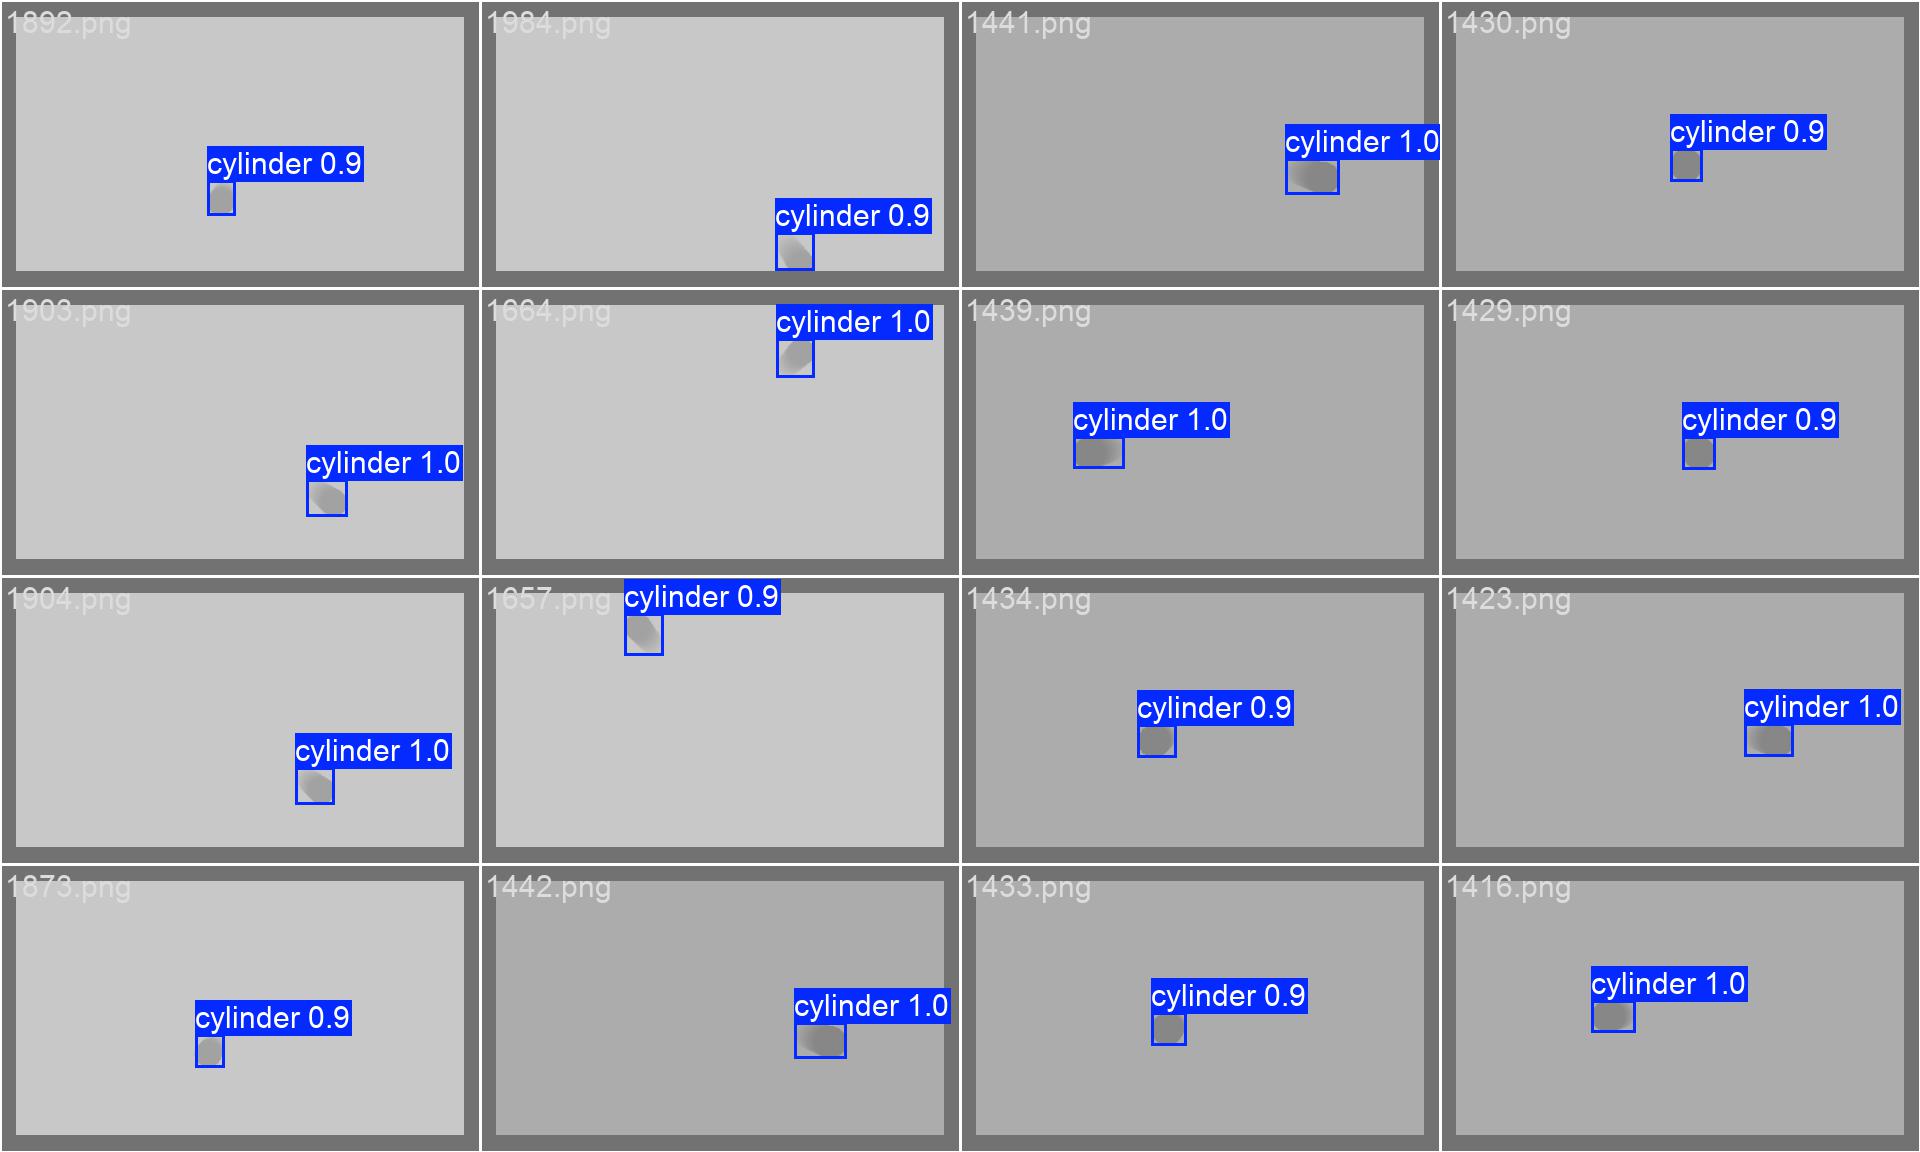 1892.png
cylinder 0.9
1984.png
cylinder 0.9
1441.png
cylinder 1.0
1430.png
cylinder 0.9
1903.png
cylinder 1.0
1664.png
cylinder 1.0
1439.png
cylinder 1.0
1429.png
cylinder 0.9
1904.png
cylinder 1.0
1657.png
cylinder 0.9
1434.png
cylinder 0.9
1423.png
cylinder 1.0
1873.png
cylinder 0.9
1442.png
cylinder 1.0
1433.png
cylinder 0.9
1416.png
cylinder 1.0